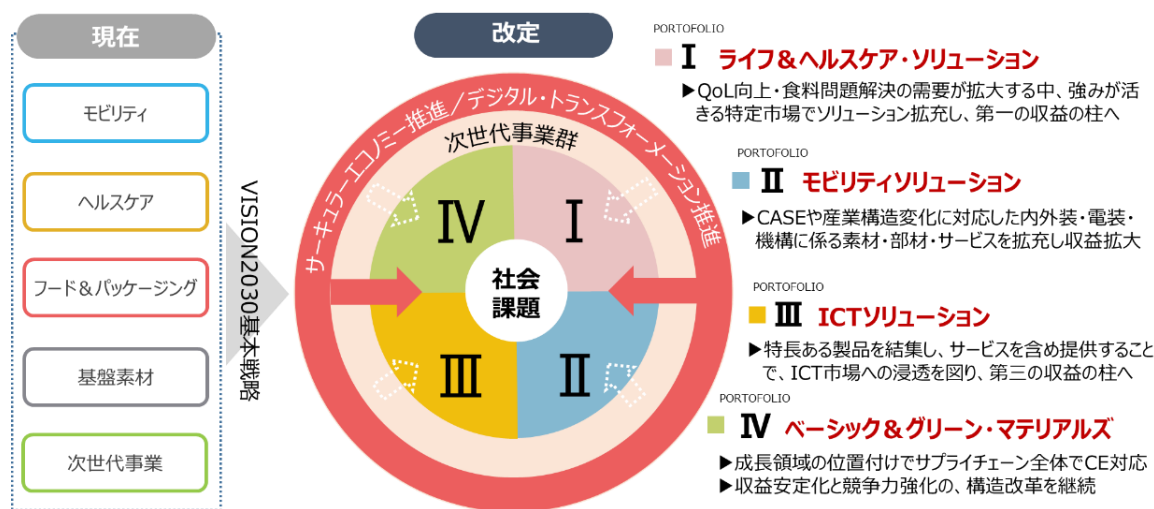 現在
モビリティ
ヘルスケア
フード&パッケージング
基盤素材
次世代事業
VISION2030基本戦略
改定
サーキュラーエコノミー推進/デジタル・トランスフォーメーション推進
次世代事業群
Ⅳ
Ⅰ
社会
課題
Ⅲ
Ⅱ
PORTOFOLIO
Ⅰ ライフ&ヘルスケア・ソリューション
▶QoL向上・食料問題解決の需要が拡大する中、強みが活
きる特定市場でソリューション拡充し、第一の収益の柱へ
PORTOFOLIO
Ⅱ モビリティソリューション
▶CASEや産業構造変化に対応した内外装・電装・
機構に係る素材・部材・サービスを拡充し収益拡大
PORTOFOLIO
Ⅲ ICTソリューション
▶特長ある製品を結集し、サービスを含め提供すること
で、ICT市場への浸透を図り、第三の収益の柱へ
PORTOFOLIO
Ⅳ ベーシック&グリーン・マテリアルズ
▶成長領域の位置付けでサプライチェーン全体でCE対応
▶収益安定化と競争力強化の、構造改革を継続